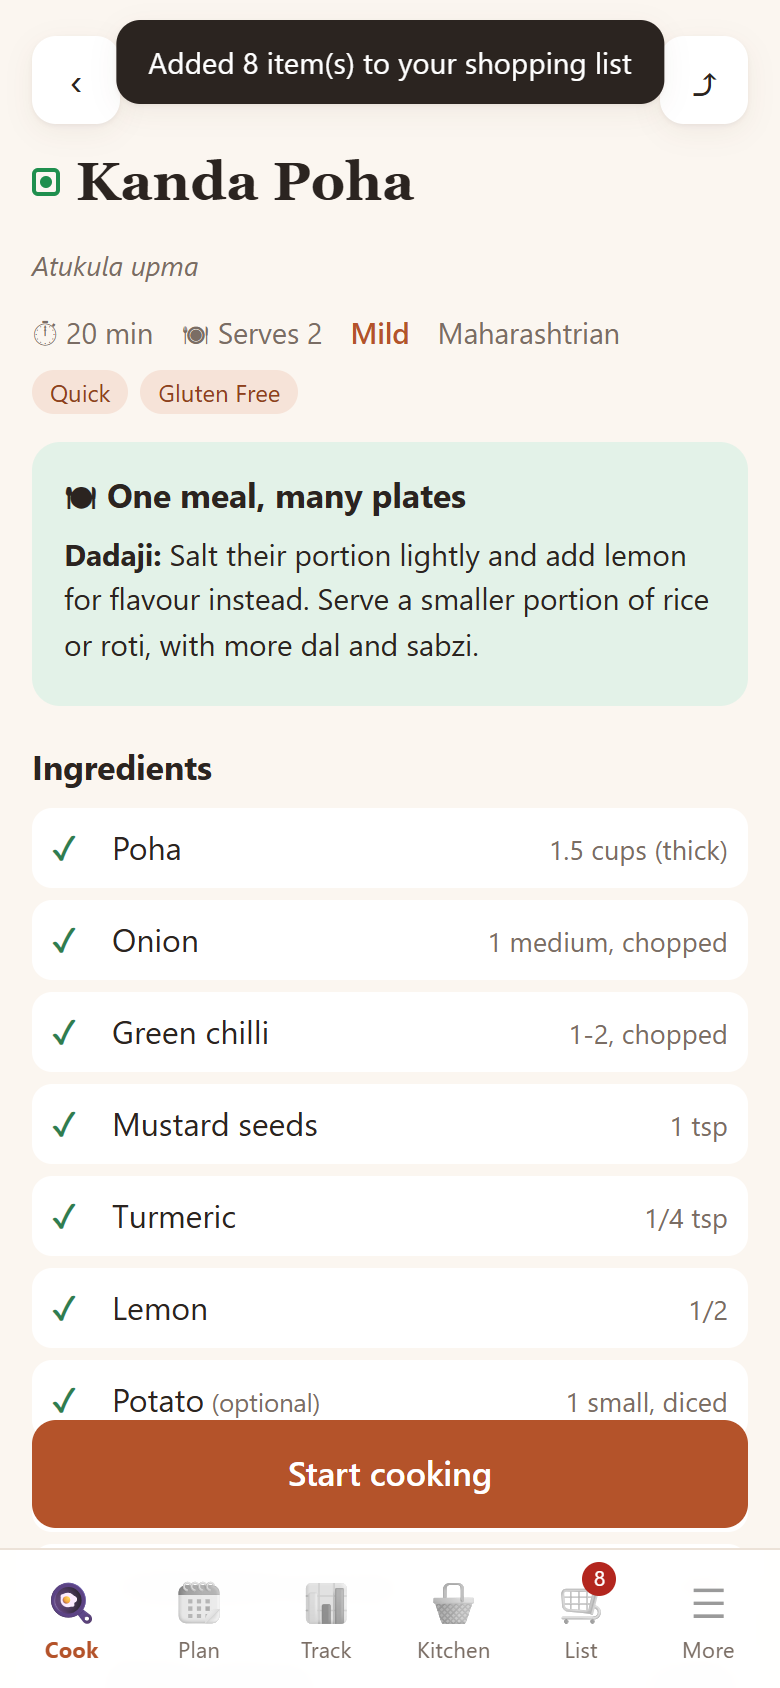 Added 8 item(s) to your shopping list
Kanda Poha
Atukula upma
20 min Serves 2 Mild Maharashtrian
Quick Gluten Free
One meal, many plates
Dadaji: Salt their portion lightly and add lemon
for flavour instead. Serve a smaller portion of rice
or roti, with more dal and sabzi.
Ingredients
✓ Poha 1.5 cups (thick)
✓ Onion 1 medium, chopped
✓ Green chilli 1-2, chopped
✓ Mustard seeds 1 tsp
✓ Turmeric 1/4 tsp
✓ Lemon 1/2
✓ Potato (optional) 1 small, diced
Start cooking
8
Cook Plan Track Kitchen List More